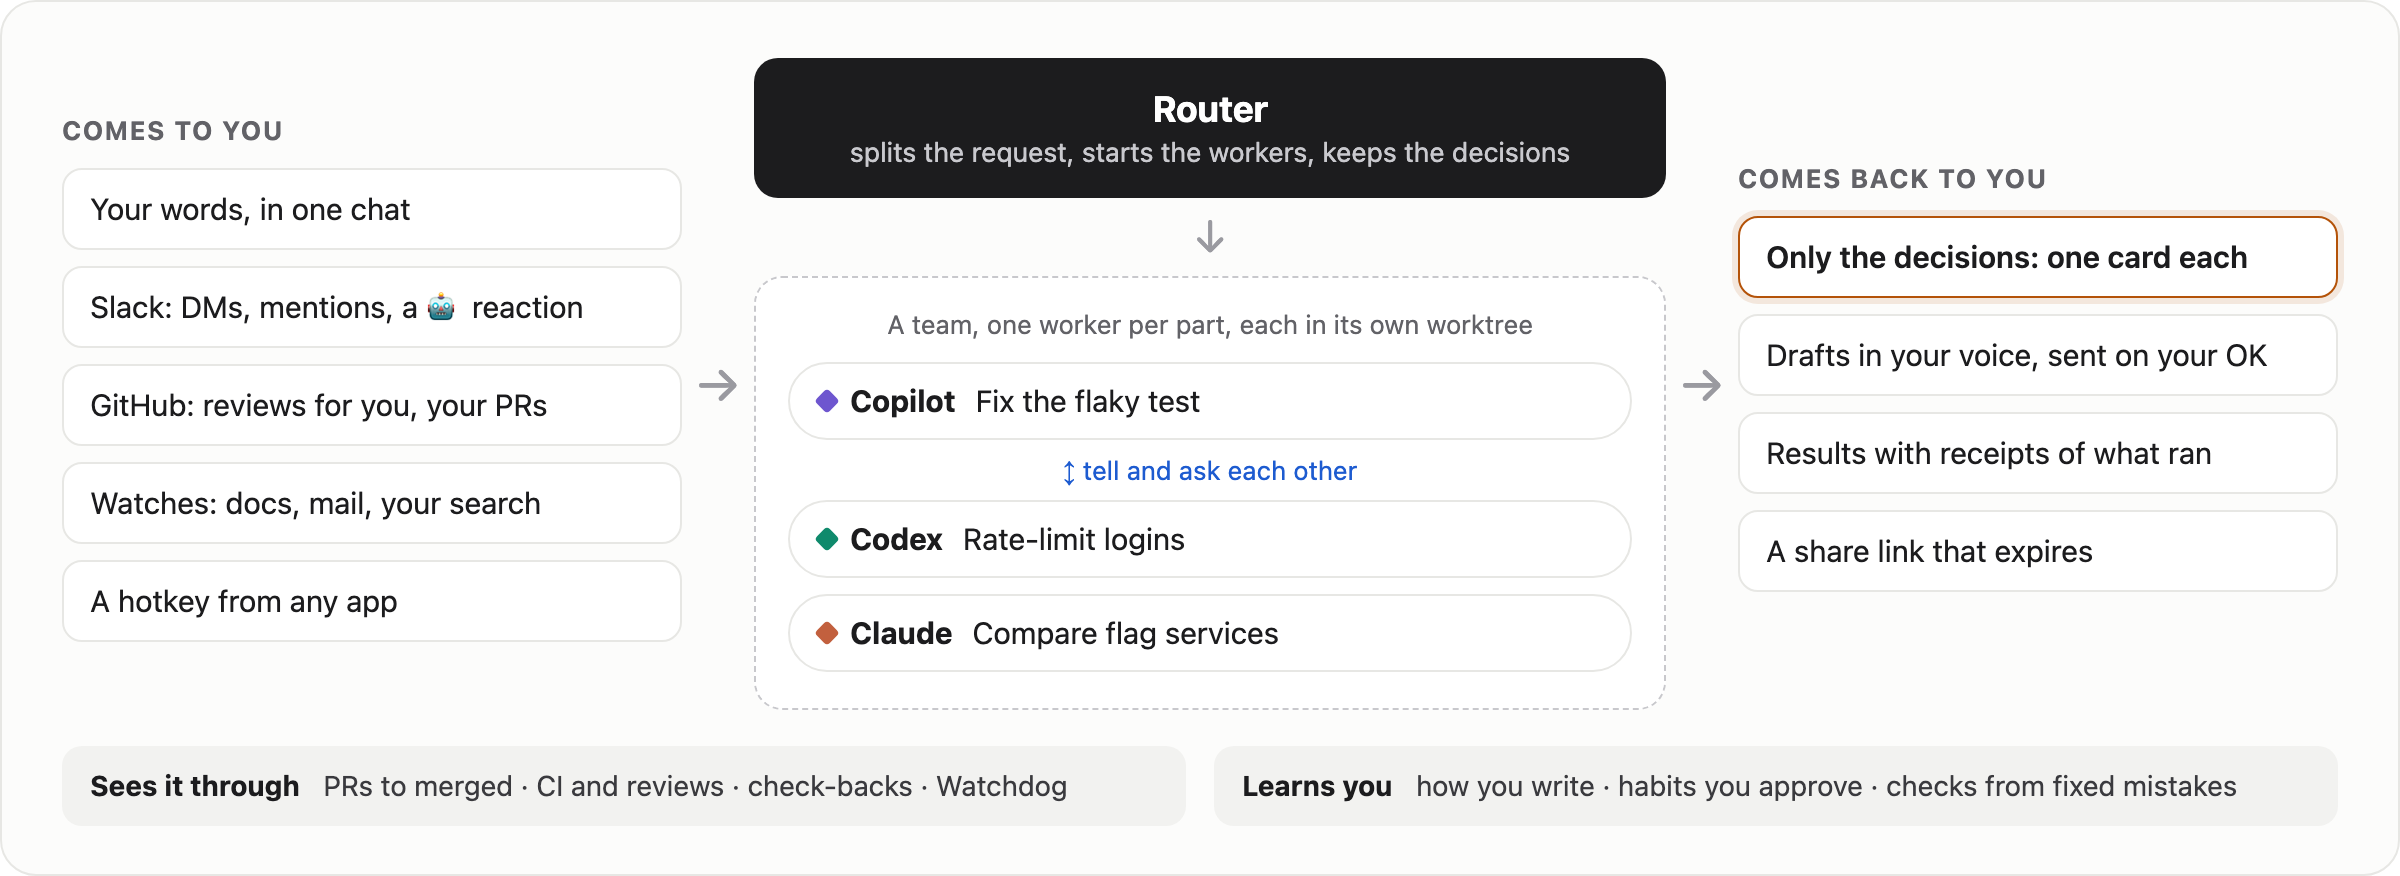 COMES TO YOU
Your words, in one chat
Slack: DMs, mentions, a 🤖 reaction
GitHub: reviews for you, your PRs
Watches: docs, mail, your search
A hotkey from any app
Router
splits the request, starts the workers, keeps the decisions
A team, one worker per part, each in its own worktree
Copilot Fix the flaky test
↕ tell and ask each other
Codex Rate-limit logins
Claude Compare flag services
COMES BACK TO YOU
Only the decisions: one card each
Drafts in your voice, sent on your OK
Results with receipts of what ran
A share link that expires
Sees it through PRs to merged · CI and reviews · check-backs · Watchdog
Learns you how you write · habits you approve · checks from fixed mistakes